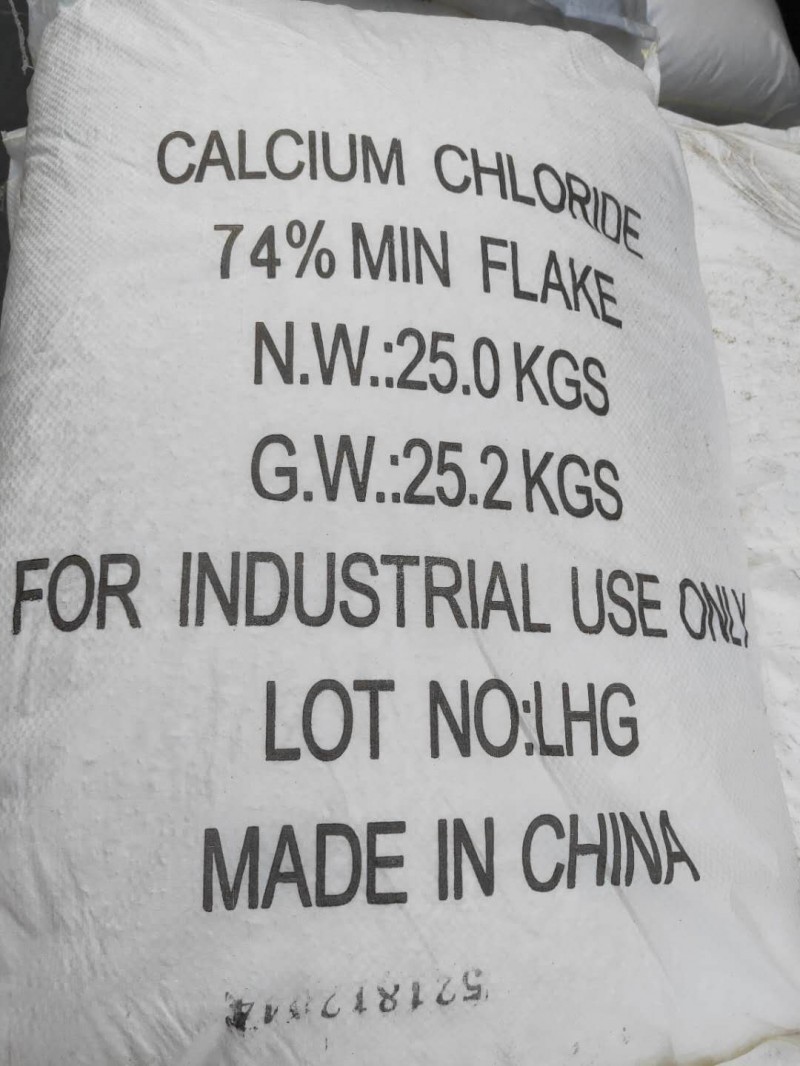 CALCIUM CHLORIDE
74% MIN FLAKE
N.W.:25.0 KGS
G.W.:25.2 KGS
FOR INDUSTRIAL USE ONLY
LOT NO:LHG
MADE IN CHINA